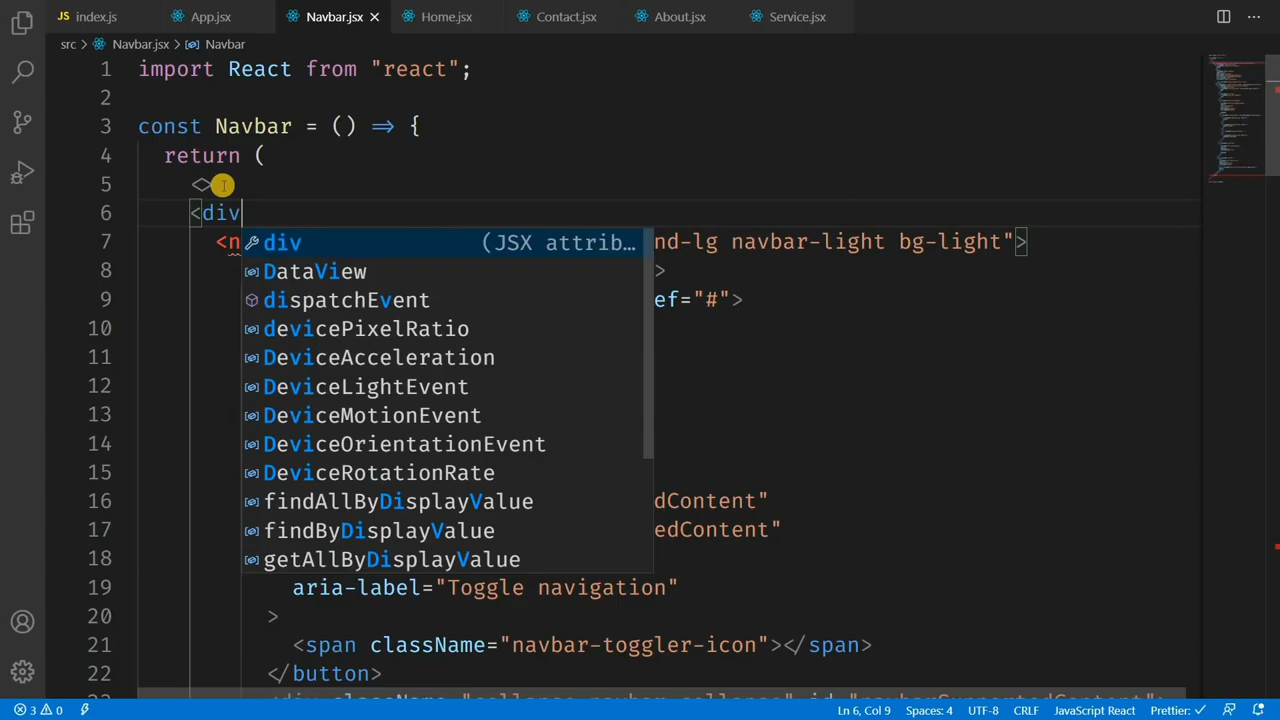 index.js App.jsx Navbar.jsx Home.jsx Contact.jsx About.jsx Service.jsx
src > Navbar.jsx > Navbar
1 import React from "react";
2
3 const Navbar = () => {
4 return (
5 <>
6 <div
7 <n nd-lg navbar-light bg-light">
div (JSX attrib…
8 >
DataView
9 ef="#">
dispatchEvent
10
devicePixelRatio
11
DeviceAcceleration
12
DeviceLightEvent
13
DeviceMotionEvent
14
DeviceOrientationEvent
15
DeviceRotationRate
16 dContent"
findAllByDisplayValue
17 edContent"
findByDisplayValue
18
getAllByDisplayValue
19 aria-label="Toggle navigation"
20 >
21 <span className="navbar-toggler-icon"></span>
22 </button>
3 0 Ln 6, Col 9 Spaces: 4 UTF-8 CRLF JavaScript React Prettier: ✓